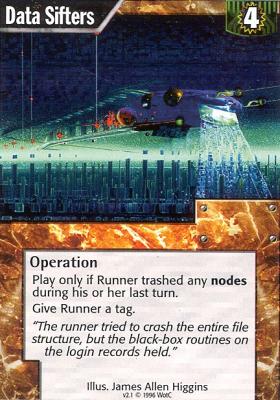 Data Sifters
4
Operation
Play only if Runner trashed any nodes
during his or her last turn.
Give Runner a tag.
"The runner tried to crash the entire file
structure, but the black-box routines on
the login records held."
Illus. James Allen Higgins
v2.1 © 1996 WotC